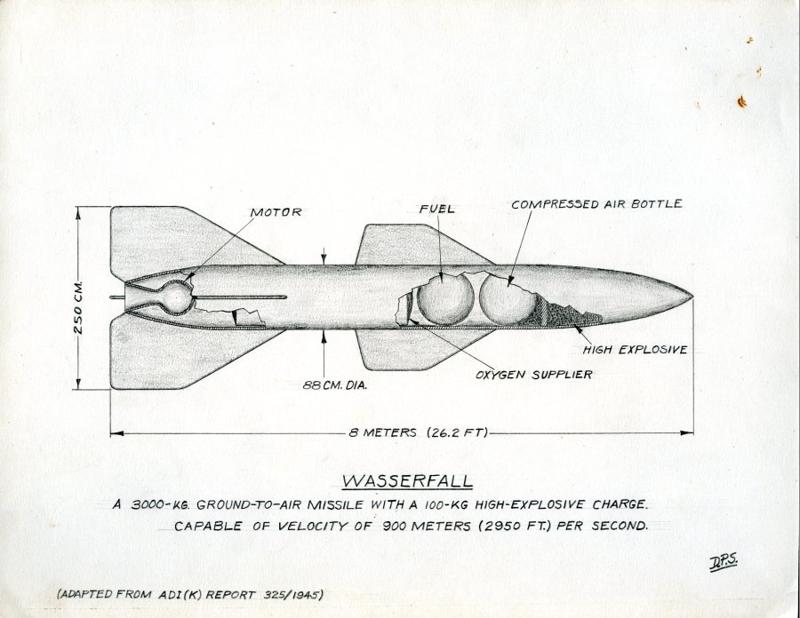 MOTOR
FUEL
COMPRESSED AIR BOTTLE
250 CM.
HIGH EXPLOSIVE
OXYGEN SUPPLIER
88 CM. DIA.
8 METERS (26.2 FT)
WASSERFALL
A 3000-KG. GROUND-TO-AIR MISSILE WITH A 100-KG HIGH-EXPLOSIVE CHARGE.
CAPABLE OF VELOCITY OF 900 METERS (2950 FT.) PER SECOND.
D.P.S.
(ADAPTED FROM ADI(K) REPORT 325/1945)